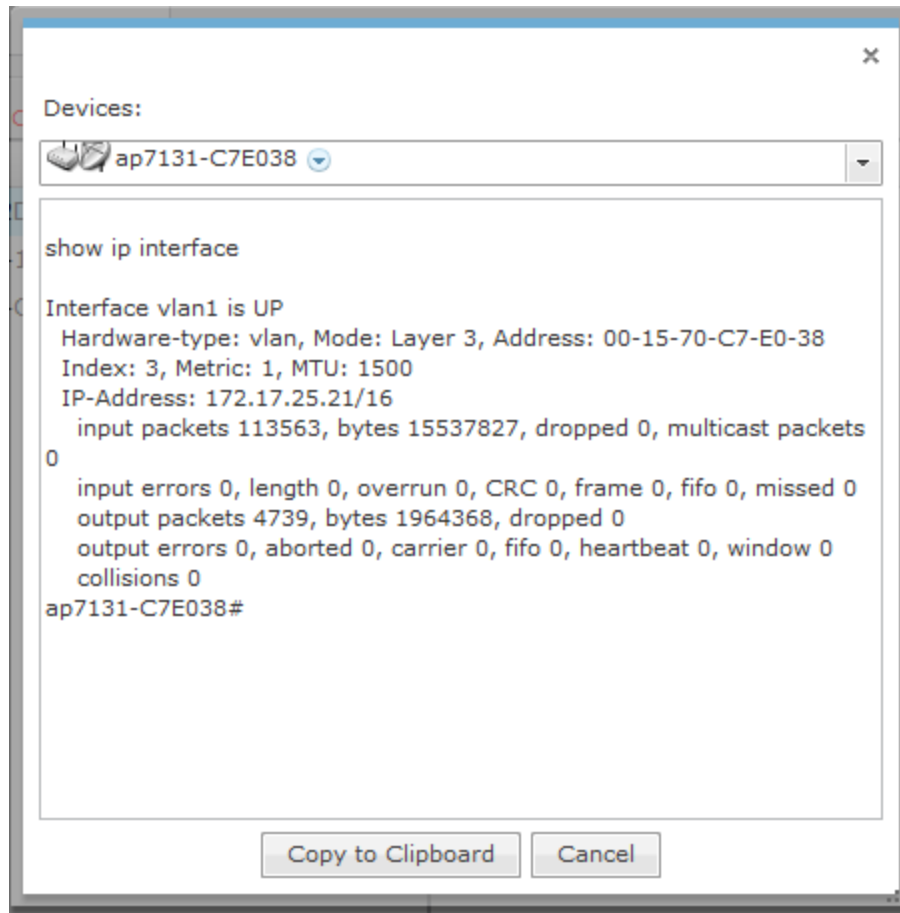 Devices:
ap7131-C7E038
show ip interface
Interface vlan1 is UP
Hardware-type: vlan, Mode: Layer 3, Address: 00-15-70-C7-E0-38
Index: 3, Metric: 1, MTU: 1500
IP-Address: 172.17.25.21/16
input packets 113563, bytes 15537827, dropped 0, multicast packets
0
input errors 0, length 0, overrun 0, CRC 0, frame 0, fifo 0, missed 0
output packets 4739, bytes 1964368, dropped 0
output errors 0, aborted 0, carrier 0, fifo 0, heartbeat 0, window 0
collisions 0
ap7131-C7E038#
Copy to Clipboard Cancel